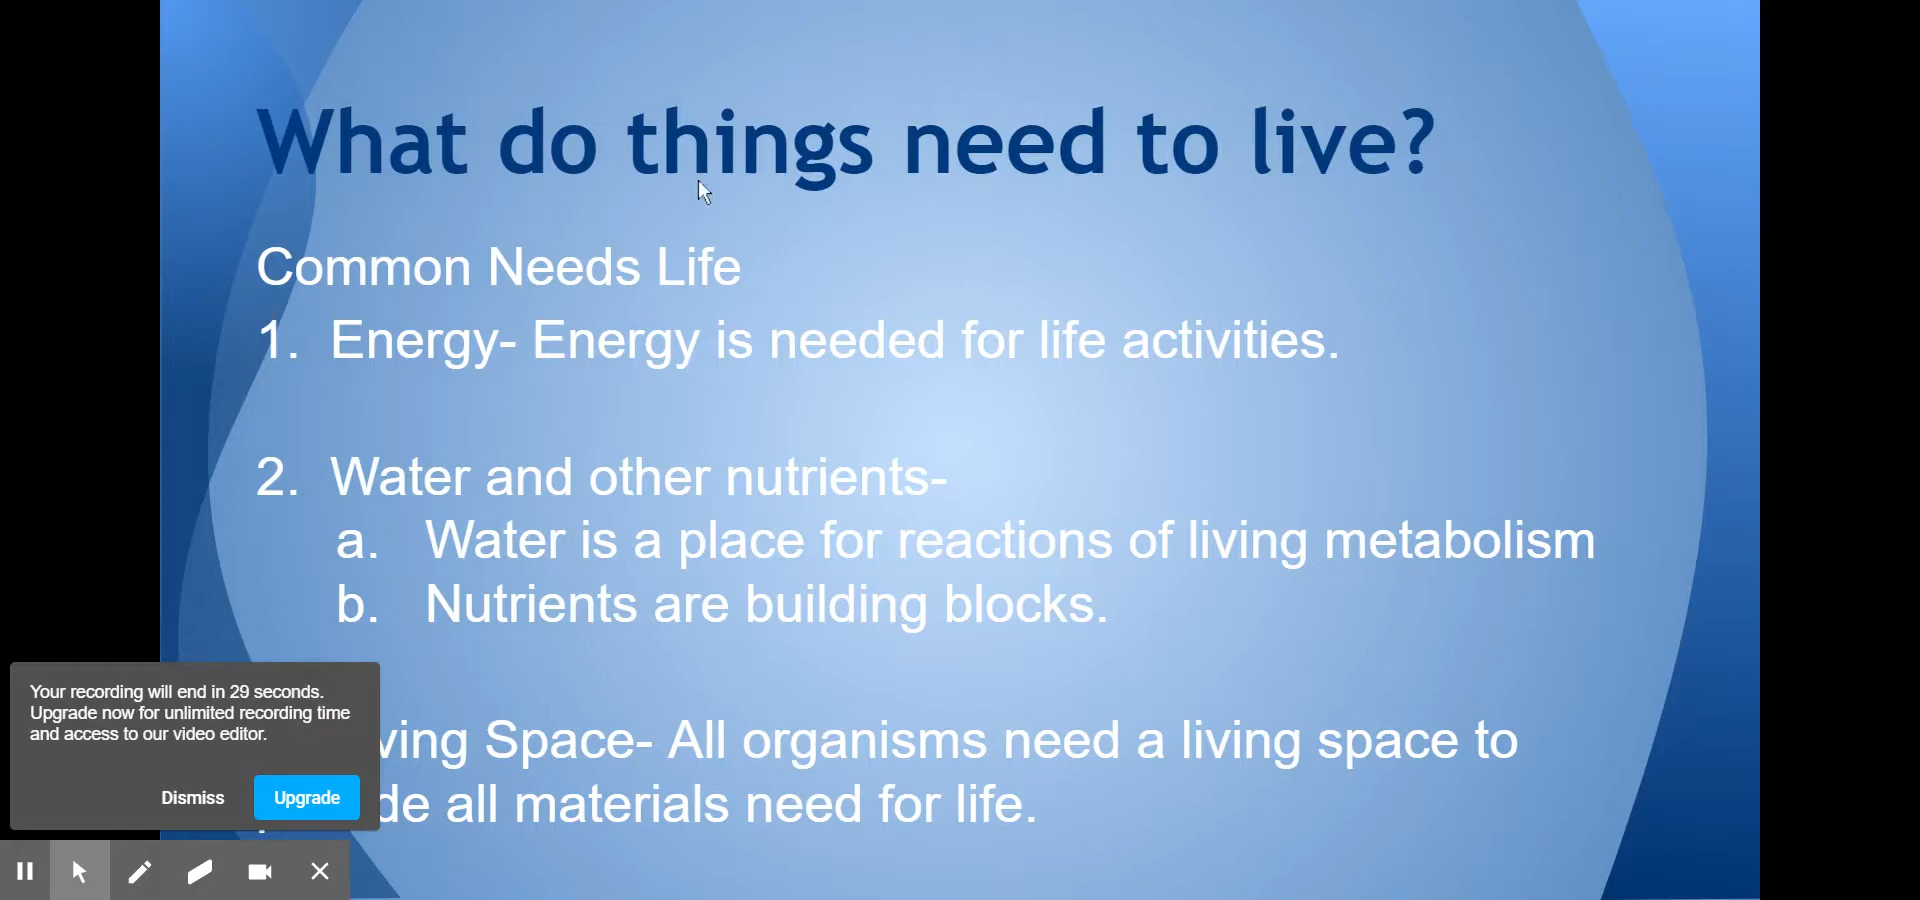 What do things need to live?
Common Needs Life
1. Energy- Energy is needed for life activities.
2. Water and other nutrients-
a. Water is a place for reactions of living metabolism
b. Nutrients are building blocks.
Your recording will end in 29 seconds.
Upgrade now for unlimited recording time
and access to our video editor.
Dismiss
Upgrade
Space- All organisms need a living space to
all materials need for life.